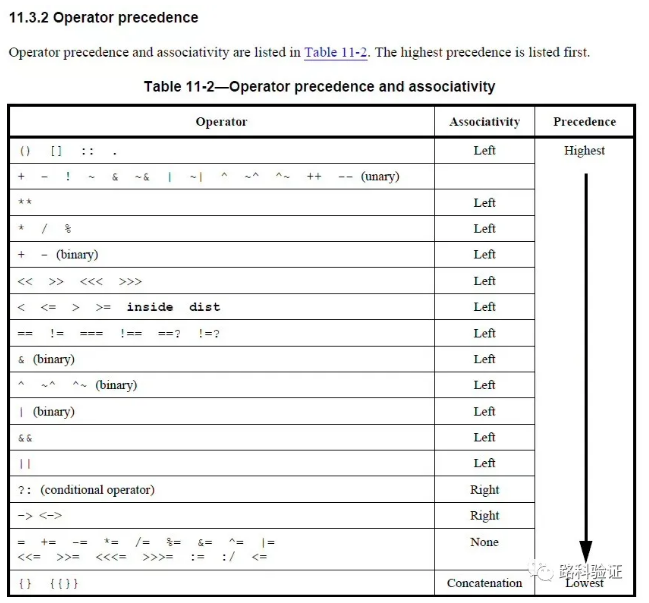 11.3.2 Operator precedence
Operator precedence and associativity are listed in Table 11-2. The highest precedence is listed first.
Table 11-2—Operator precedence and associativity
Operator Associativity Precedence
() [] :: . Left Highest
+ - ! ~ & ~& | ~| ^ ~^ ^~ ++ -- (unary)
** Left
* / % Left
+ - (binary) Left
<< >> <<< >>> Left
< <= > >= inside dist Left
== != === !== ==? !=? Left
& (binary) Left
^ ~^ ^~ (binary) Left
| (binary) Left
&& Left
|| Left
?: (conditional operator) Right
-> <-> Right
= += -= *= /= %= &= ^= |= None
<<= >>= <<<= >>>= := :/ <=
{} {{}} Concatenation Lowest
路科验证